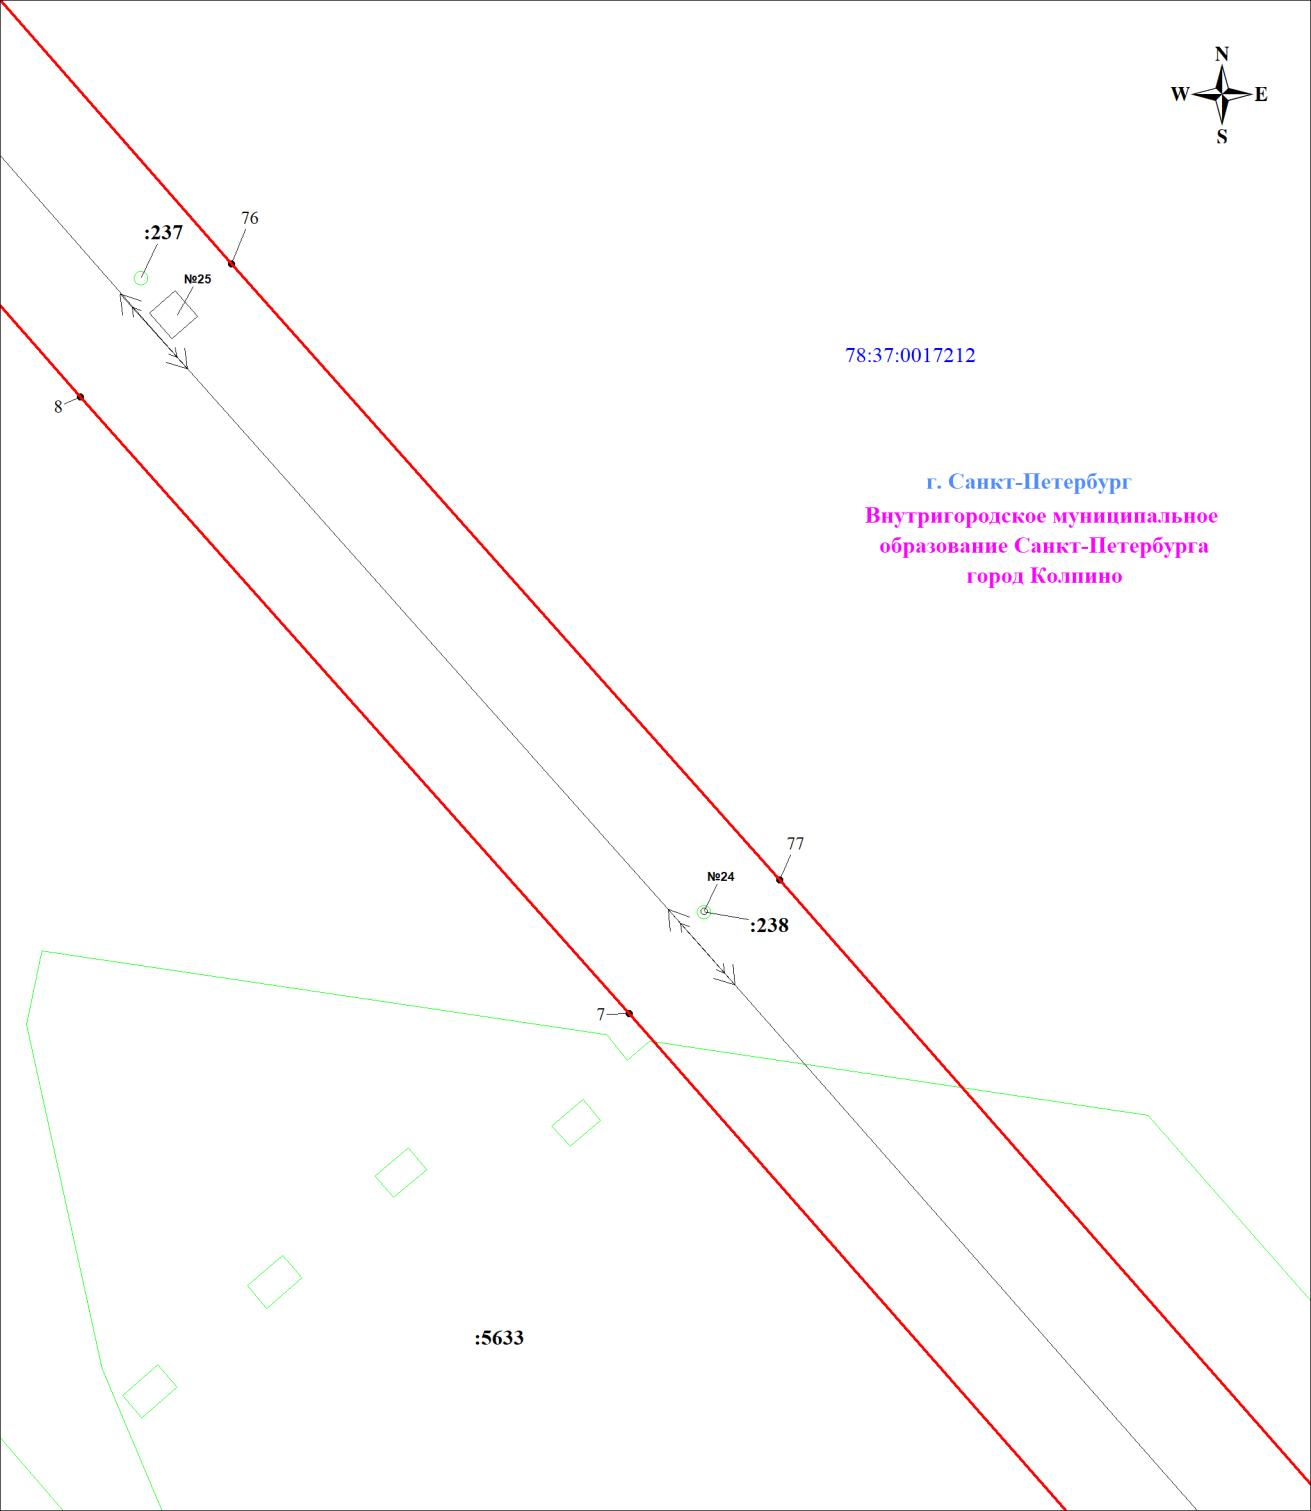 N
W E
S
76
:237
№25
78:37:0017212
8
г. Санкт-Петербург
Внутригородское муниципальное
образование Санкт-Петербурга
город Колпино
77
№24
:238
7
:5633